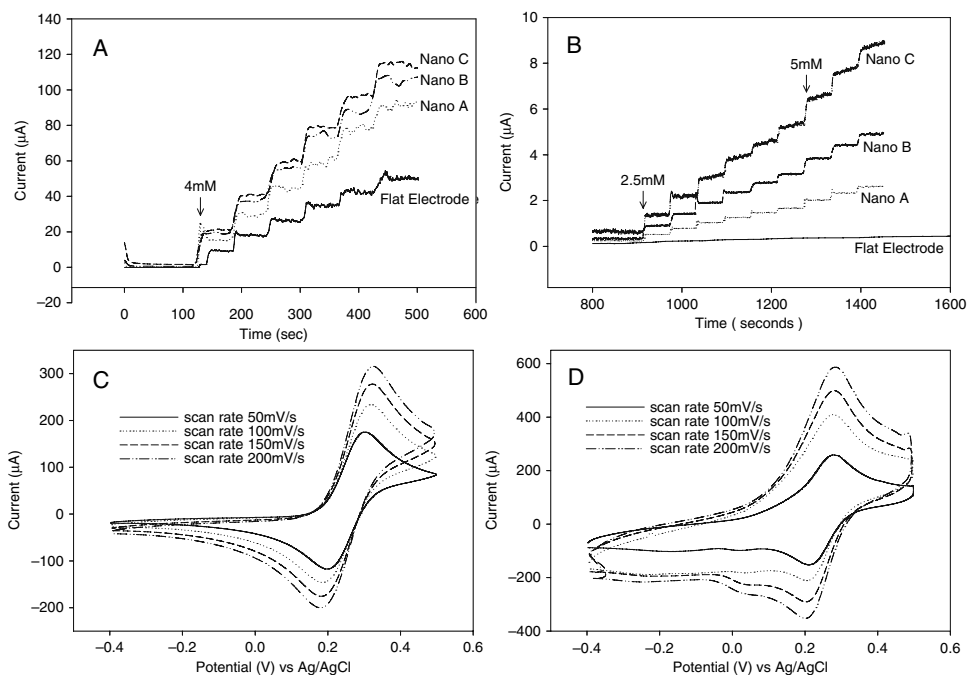 A
Current (µA)
140
120
100
80
60
40
20
0
−20
4mM
Nano C
Nano B
Nano A
Flat Electrode
0
100
200
300
400
500
600
Time (sec)
B
Current (µA)
10
8
6
4
2
0
2.5mM
5mM
Nano C
Nano B
Nano A
Flat Electrode
800
1000
1200
1400
1600
Time ( seconds )
C
Current (µA)
300
200
100
0
−100
−200
scan rate 50mV/s
scan rate 100mV/s
scan rate 150mV/s
scan rate 200mV/s
−0.4
−0.2
0.0
0.2
0.4
0.6
Potential (V) vs Ag/AgCl
D
Current (µA)
600
400
200
0
−200
−400
scan rate 50mV/s
scan rate 100mV/s
scan rate 150mV/s
scan rate 200mV/s
−0.4
−0.2
0.0
0.2
0.4
0.6
Potential (V) vs Ag/AgCl